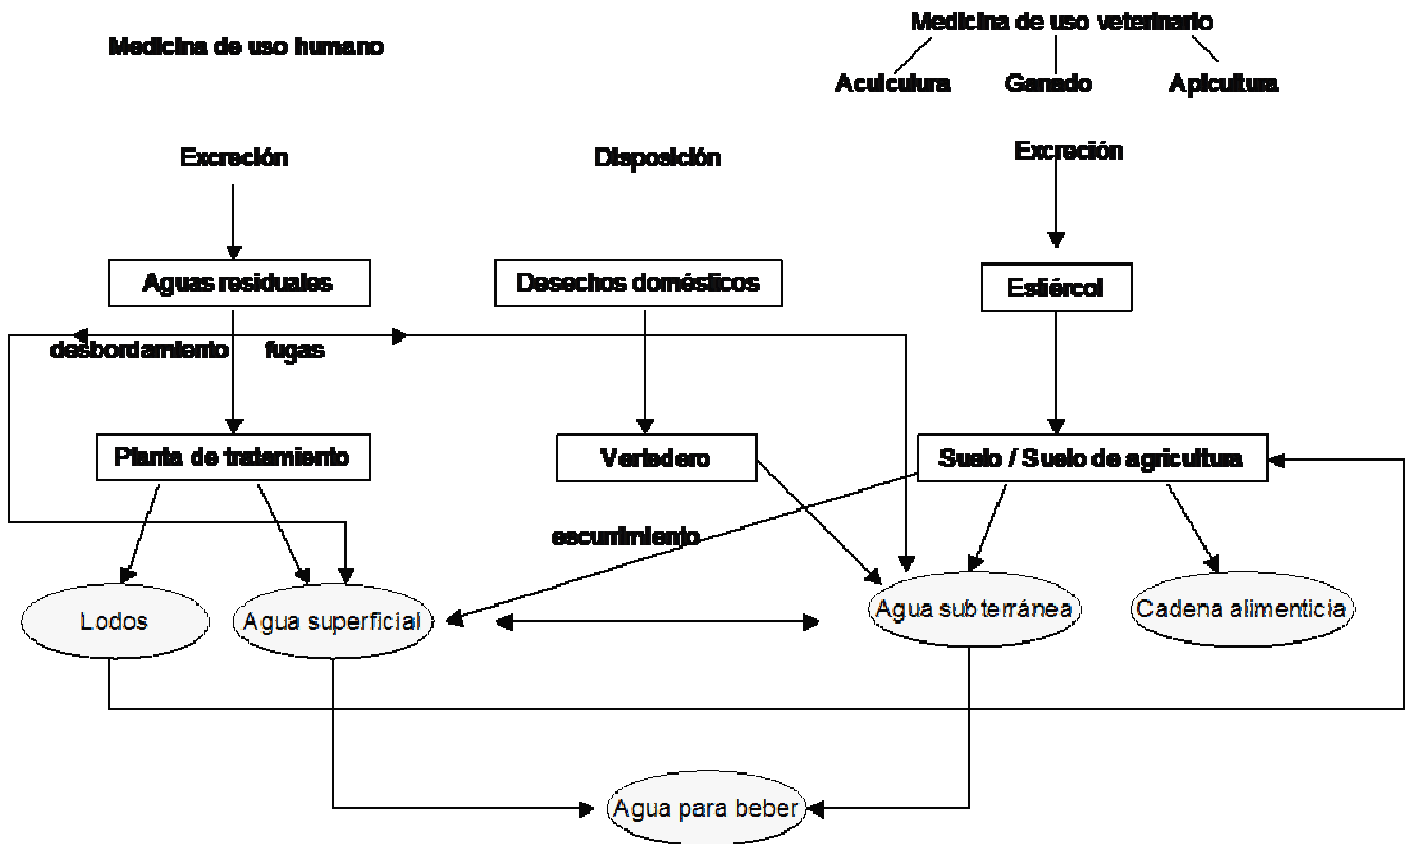 Medicina de uso humano
Medicina de uso veterinario
Acuicultura
Ganado
Apicultura
Excreción
Disposición
Excreción
Aguas residuales
Desechos domésticos
Estiércol
desbordamiento
fugas
Planta de tratamiento
Vertedero
Suelo / Suelo de agricultura
escurrimiento
Lodos
Agua superficial
Agua subterránea
Cadena alimenticia
Agua para beber